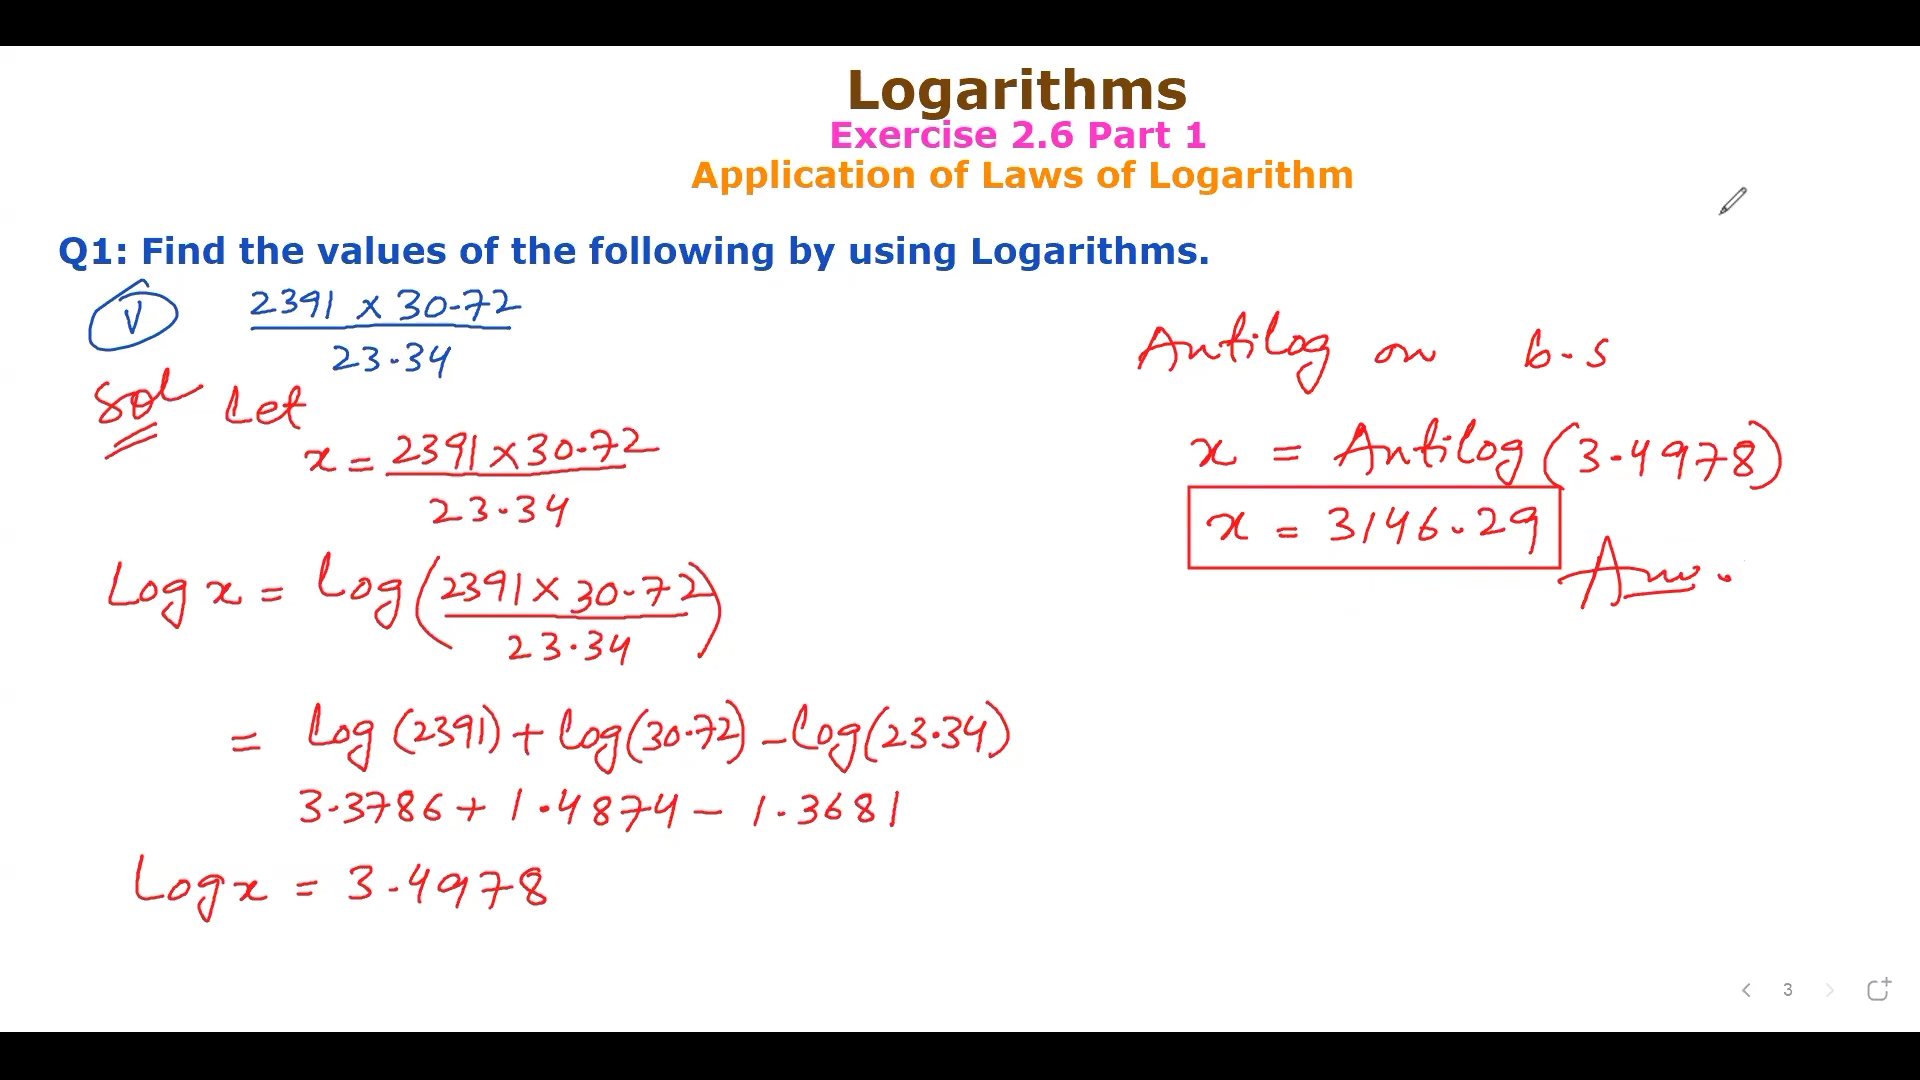 Logarithms
Exercise 2.6 Part 1
Application of Laws of Logarithm
Q1: Find the values of the following by using Logarithms.
V 2391 x 30.72
23.34
Sol Let
x = 2391 x 30.72
23.34
Log x = Log (2391 x 30.72)
23.34
= Log (2391) + Log (30.72) - Log (23.34)
3.3786 + 1.4874 - 1.3681
Log x = 3.4978
Antilog on b.s
x = Antilog (3.4978)
x = 3146.29
Ans.
3